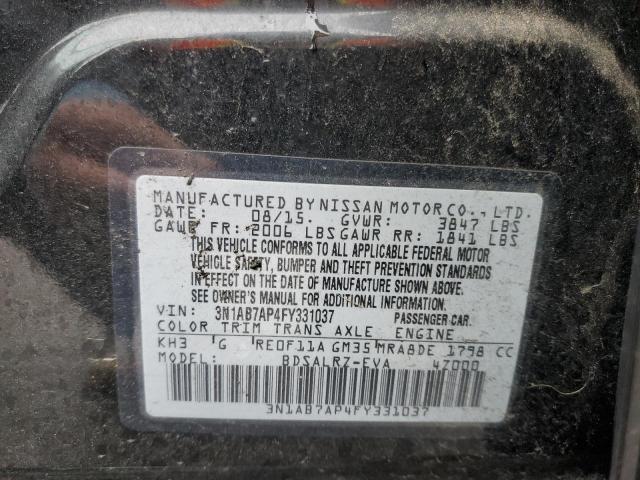 MANUFACTURED BY NISSAN MOTOR CO., LTD.
DATE: 08/15. GVWR: 3847 LBS
GAWR FR: 2006 LBS GAWR RR: 1841 LBS
THIS VEHICLE CONFORMS TO ALL APPLICABLE FEDERAL MOTOR
VEHICLE SAFETY, BUMPER AND THEFT PREVENTION STANDARDS
IN EFFECT ON THE DATE OF MANUFACTURE SHOWN ABOVE.
SEE OWNER'S MANUAL FOR ADDITIONAL INFORMATION.
VIN: 3N1AB7AP4FY331037 PASSENGER CAR.
COLOR TRIM TRANS AXLE ENGINE
KH3 G RE0F11A GM35 MRA8DE 1798 CC
MODEL BDSALRZ-EVA 4Z000
3N1AB7AP4FY331037